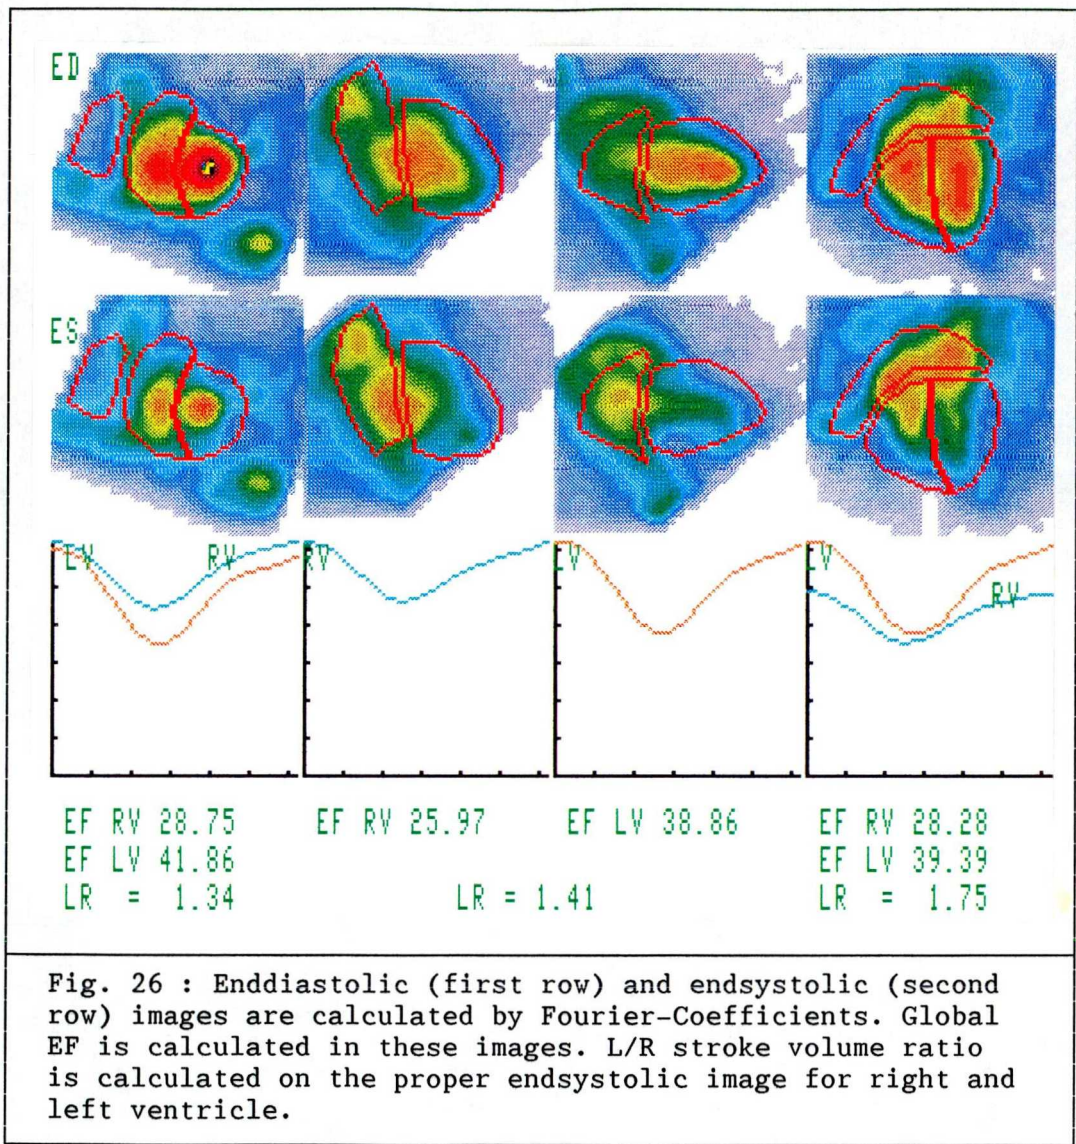 ED
ES
LV RV RV LV LV RV
EF RV 28.75 EF RV 25.97 EF LV 38.86 EF RV 28.28
EF LV 41.86 EF LV 39.39
LR = 1.34 LR = 1.41 LR = 1.75
Fig. 26 : Enddiastolic (first row) and endsystolic (second
row) images are calculated by Fourier-Coefficients. Global
EF is calculated in these images. L/R stroke volume ratio
is calculated on the proper endsystolic image for right and
left ventricle.